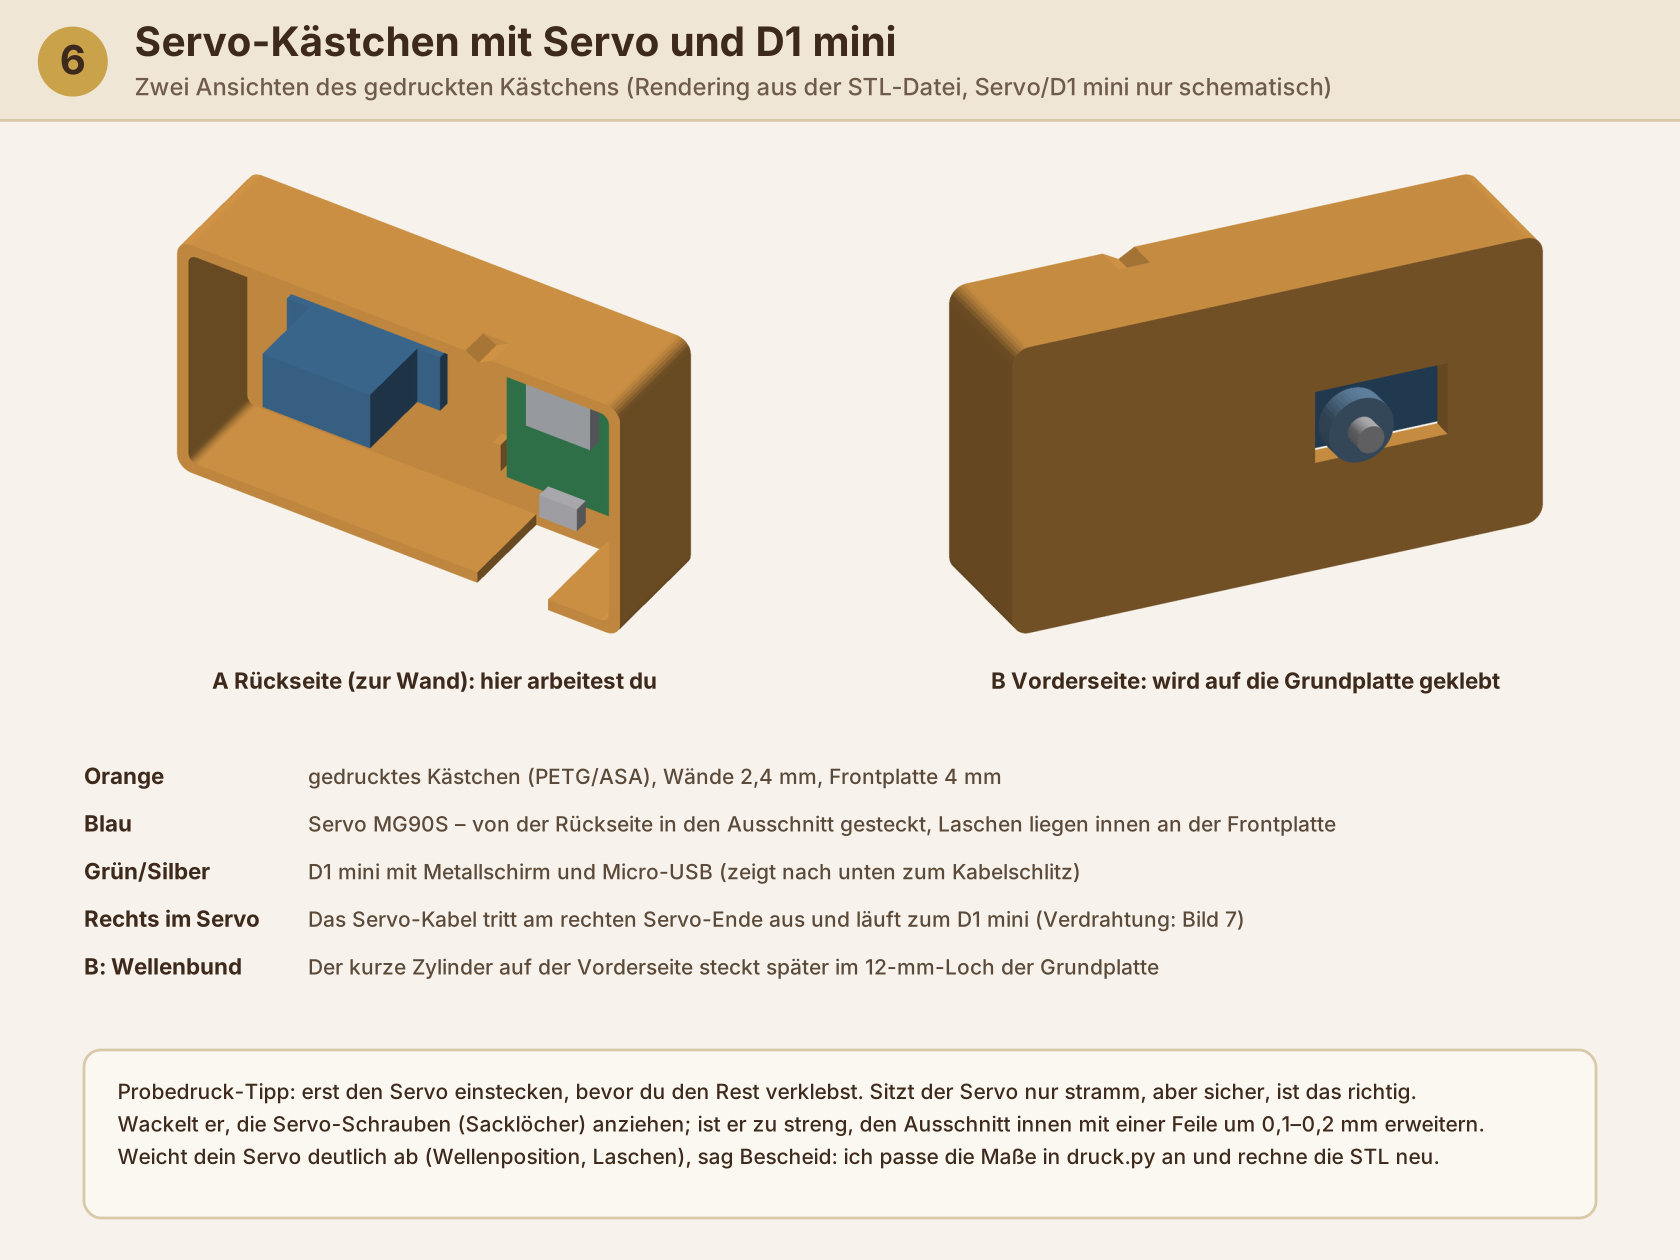 6
Servo-Kästchen mit Servo und D1 mini
Zwei Ansichten des gedruckten Kästchens (Rendering aus der STL-Datei, Servo/D1 mini nur schematisch)
A Rückseite (zur Wand): hier arbeitest du
B Vorderseite: wird auf die Grundplatte geklebt
Orange gedrucktes Kästchen (PETG/ASA), Wände 2,4 mm, Frontplatte 4 mm
Blau Servo MG90S – von der Rückseite in den Ausschnitt gesteckt, Laschen liegen innen an der Frontplatte
Grün/Silber D1 mini mit Metallschirm und Micro-USB (zeigt nach unten zum Kabelschlitz)
Rechts im Servo Das Servo-Kabel tritt am rechten Servo-Ende aus und läuft zum D1 mini (Verdrahtung: Bild 7)
B: Wellenbund Der kurze Zylinder auf der Vorderseite steckt später im 12-mm-Loch der Grundplatte
Probedruck-Tipp: erst den Servo einstecken, bevor du den Rest verklebst. Sitzt der Servo nur stramm, aber sicher, ist das richtig.
Wackelt er, die Servo-Schrauben (Sacklöcher) anziehen; ist er zu streng, den Ausschnitt innen mit einer Feile um 0,1–0,2 mm erweitern.
Weicht dein Servo deutlich ab (Wellenposition, Laschen), sag Bescheid: ich passe die Maße in druck.py an und rechne die STL neu.